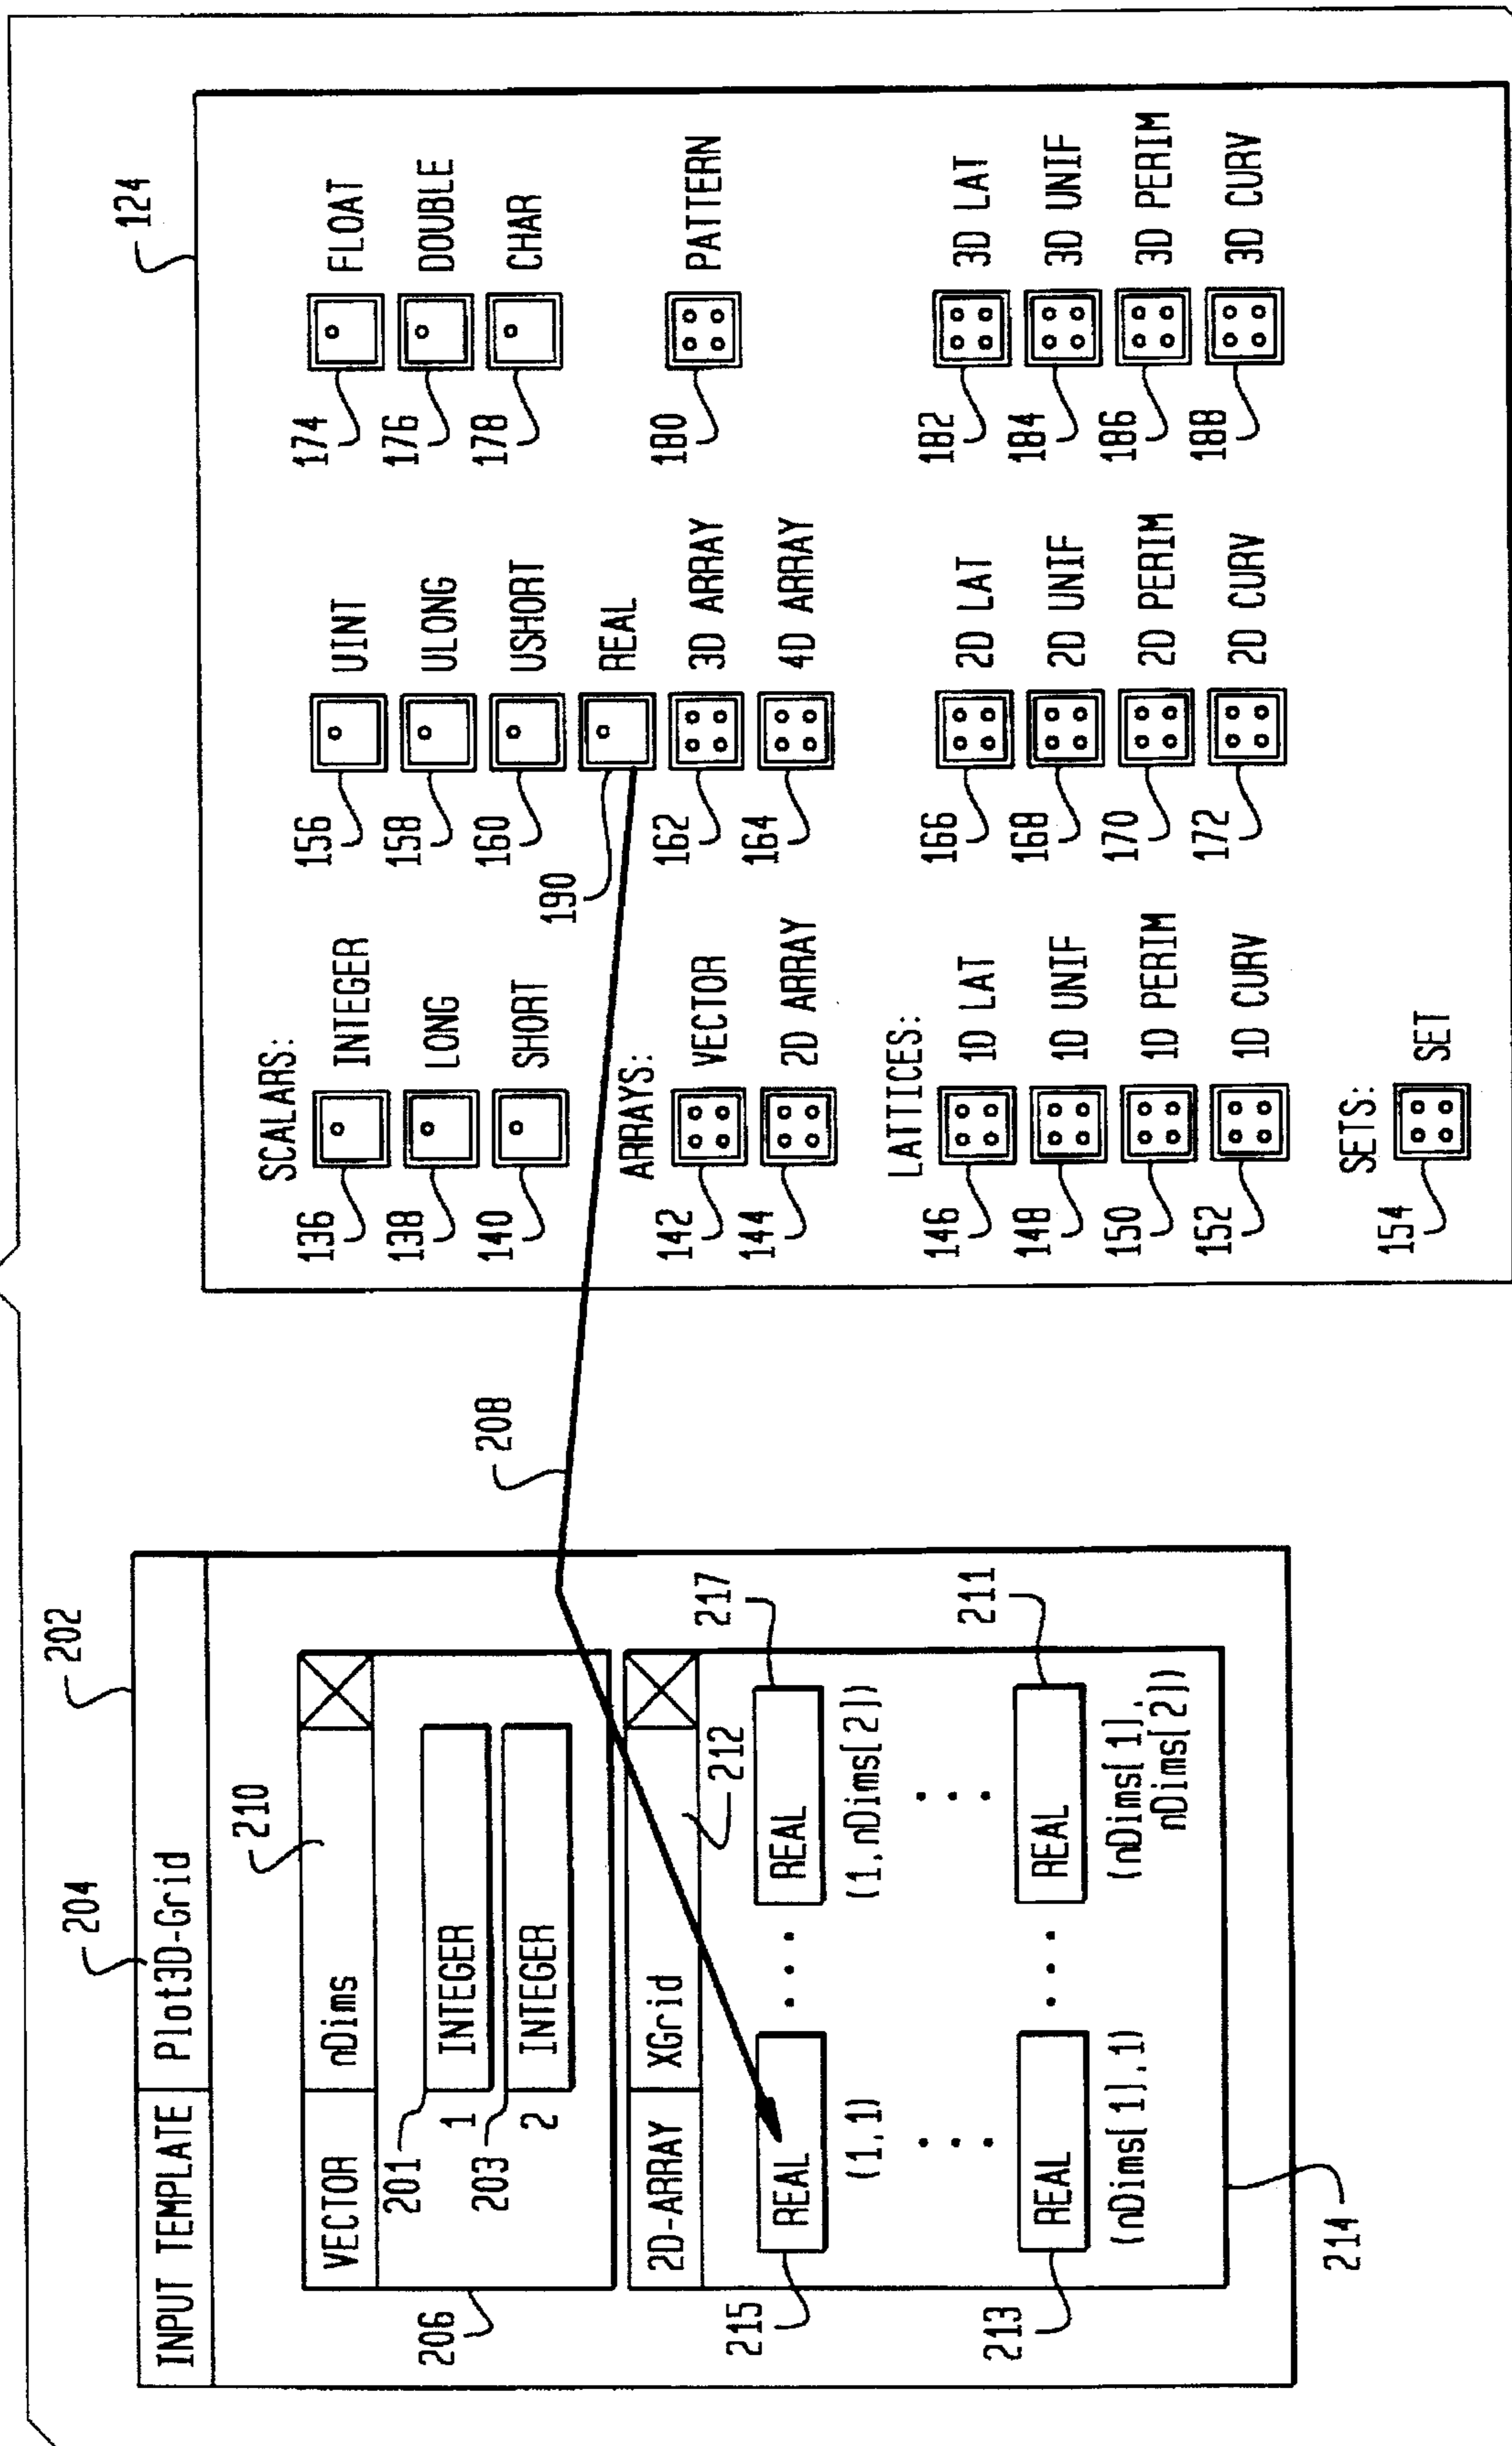 202
204
INPUT TEMPLATE Plot3D-Grid
210
VECTOR nDims
201
1 INTEGER
203
2 INTEGER
206
208
2D-ARRAY XGrid
212
215
REAL
REAL
217
(1,1)
(1,nDims[2])
213
REAL
REAL
211
(nDims[1],1)
(nDims[1],
nDims[2])
214
124
SCALARS:
136 INTEGER
156 UINT
174 FLOAT
138 LONG
158 ULONG
176 DOUBLE
140 SHORT
160 USHORT
178 CHAR
190 REAL
ARRAYS:
142 VECTOR
162 3D ARRAY
180 PATTERN
144 2D ARRAY
164 4D ARRAY
LATTICES:
146 1D LAT
166 2D LAT
182 3D LAT
148 1D UNIF
168 2D UNIF
184 3D UNIF
150 1D PERIM
170 2D PERIM
186 3D PERIM
152 1D CURV
172 2D CURV
188 3D CURV
SETS:
154 SET